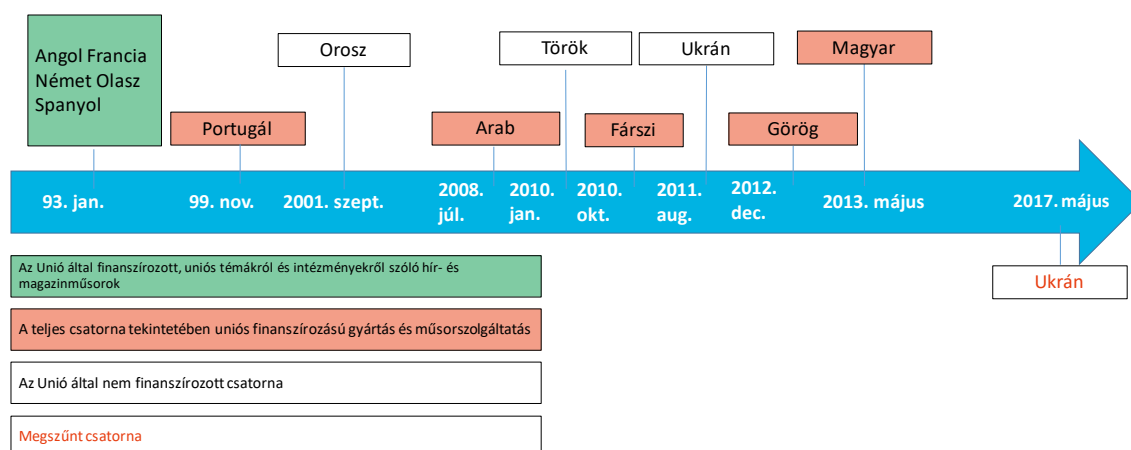 Angol Francia
Német Olasz
Spanyol
Portugál
Orosz
Arab
Török
Fárszi
Ukrán
Görög
Magyar
93. jan.
99. nov.
2001. szept.
2008.
júl.
2010.
jan.
2010.
okt.
2011.
aug.
2012.
dec.
2013. május
2017. május
Ukrán
Az Unió által finanszírozott, uniós témákról és intézményekről szóló hír- és
magazinműsorok
A teljes csatorna tekintetében uniós finanszírozású gyártás és műsorszolgáltatás
Az Unió által nem finanszírozott csatorna
Megszűnt csatorna